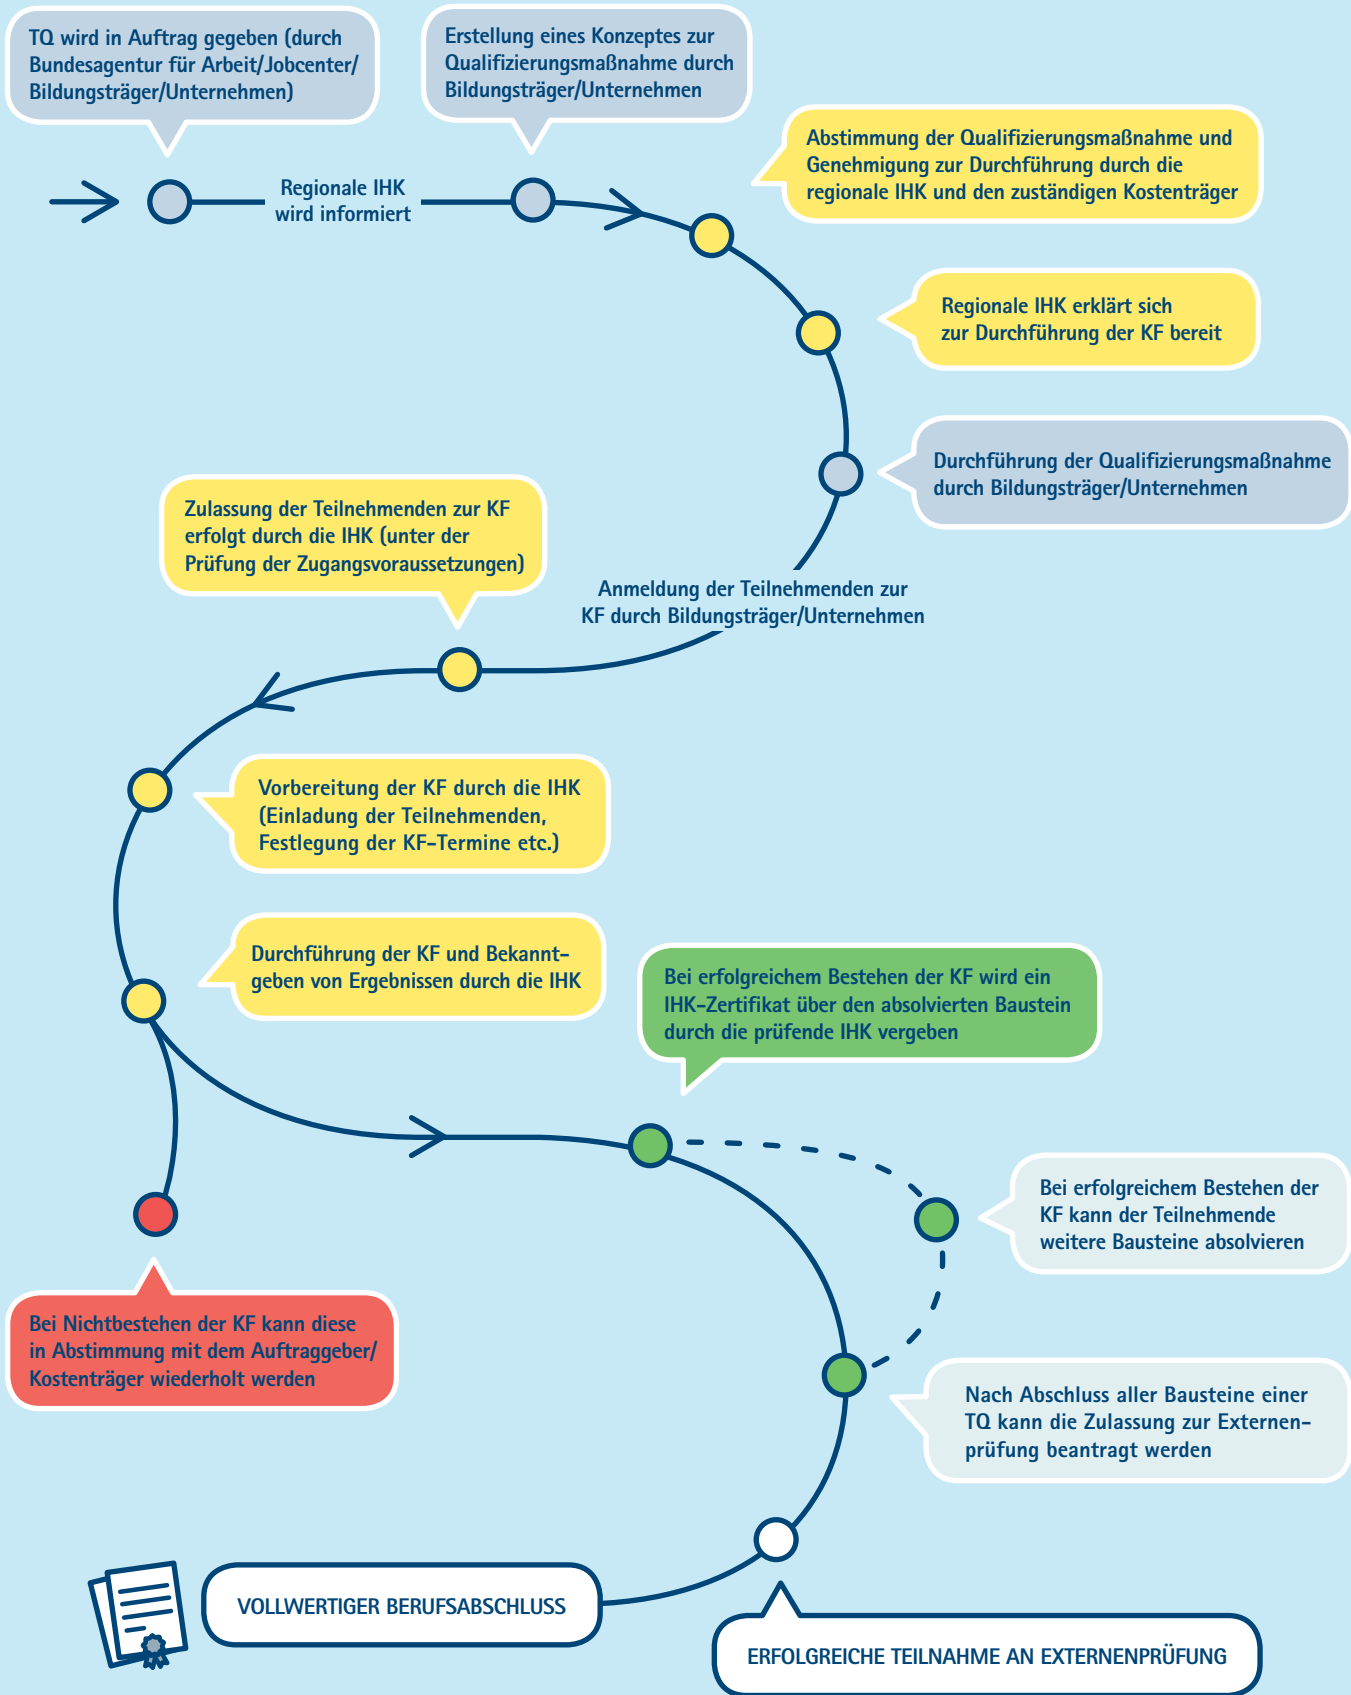 TQ wird in Auftrag gegeben (durch
Bundesagentur für Arbeit/Jobcenter/
Bildungsträger/Unternehmen)
Erstellung eines Konzeptes zur
Qualifizierungsmaßnahme durch
Bildungsträger/Unternehmen
Abstimmung der Qualifizierungsmaßnahme und
Genehmigung zur Durchführung durch die
regionale IHK und den zuständigen Kostenträger
Regionale IHK
wird informiert
Regionale IHK erklärt sich
zur Durchführung der KF bereit
Durchführung der Qualifizierungsmaßnahme
durch Bildungsträger/Unternehmen
Zulassung der Teilnehmenden zur KF
erfolgt durch die IHK (unter der
Prüfung der Zugangsvoraussetzungen)
Anmeldung der Teilnehmenden zur
KF durch Bildungsträger/Unternehmen
Vorbereitung der KF durch die IHK
(Einladung der Teilnehmenden,
Festlegung der KF-Termine etc.)
Durchführung der KF und Bekannt-
geben von Ergebnissen durch die IHK
Bei erfolgreichem Bestehen der KF wird ein
IHK-Zertifikat über den absolvierten Baustein
durch die prüfende IHK vergeben
Bei erfolgreichem Bestehen der
KF kann der Teilnehmende
weitere Bausteine absolvieren
Bei Nichtbestehen der KF kann diese
in Abstimmung mit dem Auftraggeber/
Kostenträger wiederholt werden
Nach Abschluss aller Bausteine einer
TQ kann die Zulassung zur Externen-
prüfung beantragt werden
VOLLWERTIGER BERUFSABSCHLUSS
ERFOLGREICHE TEILNAHME AN EXTERNENPRÜFUNG